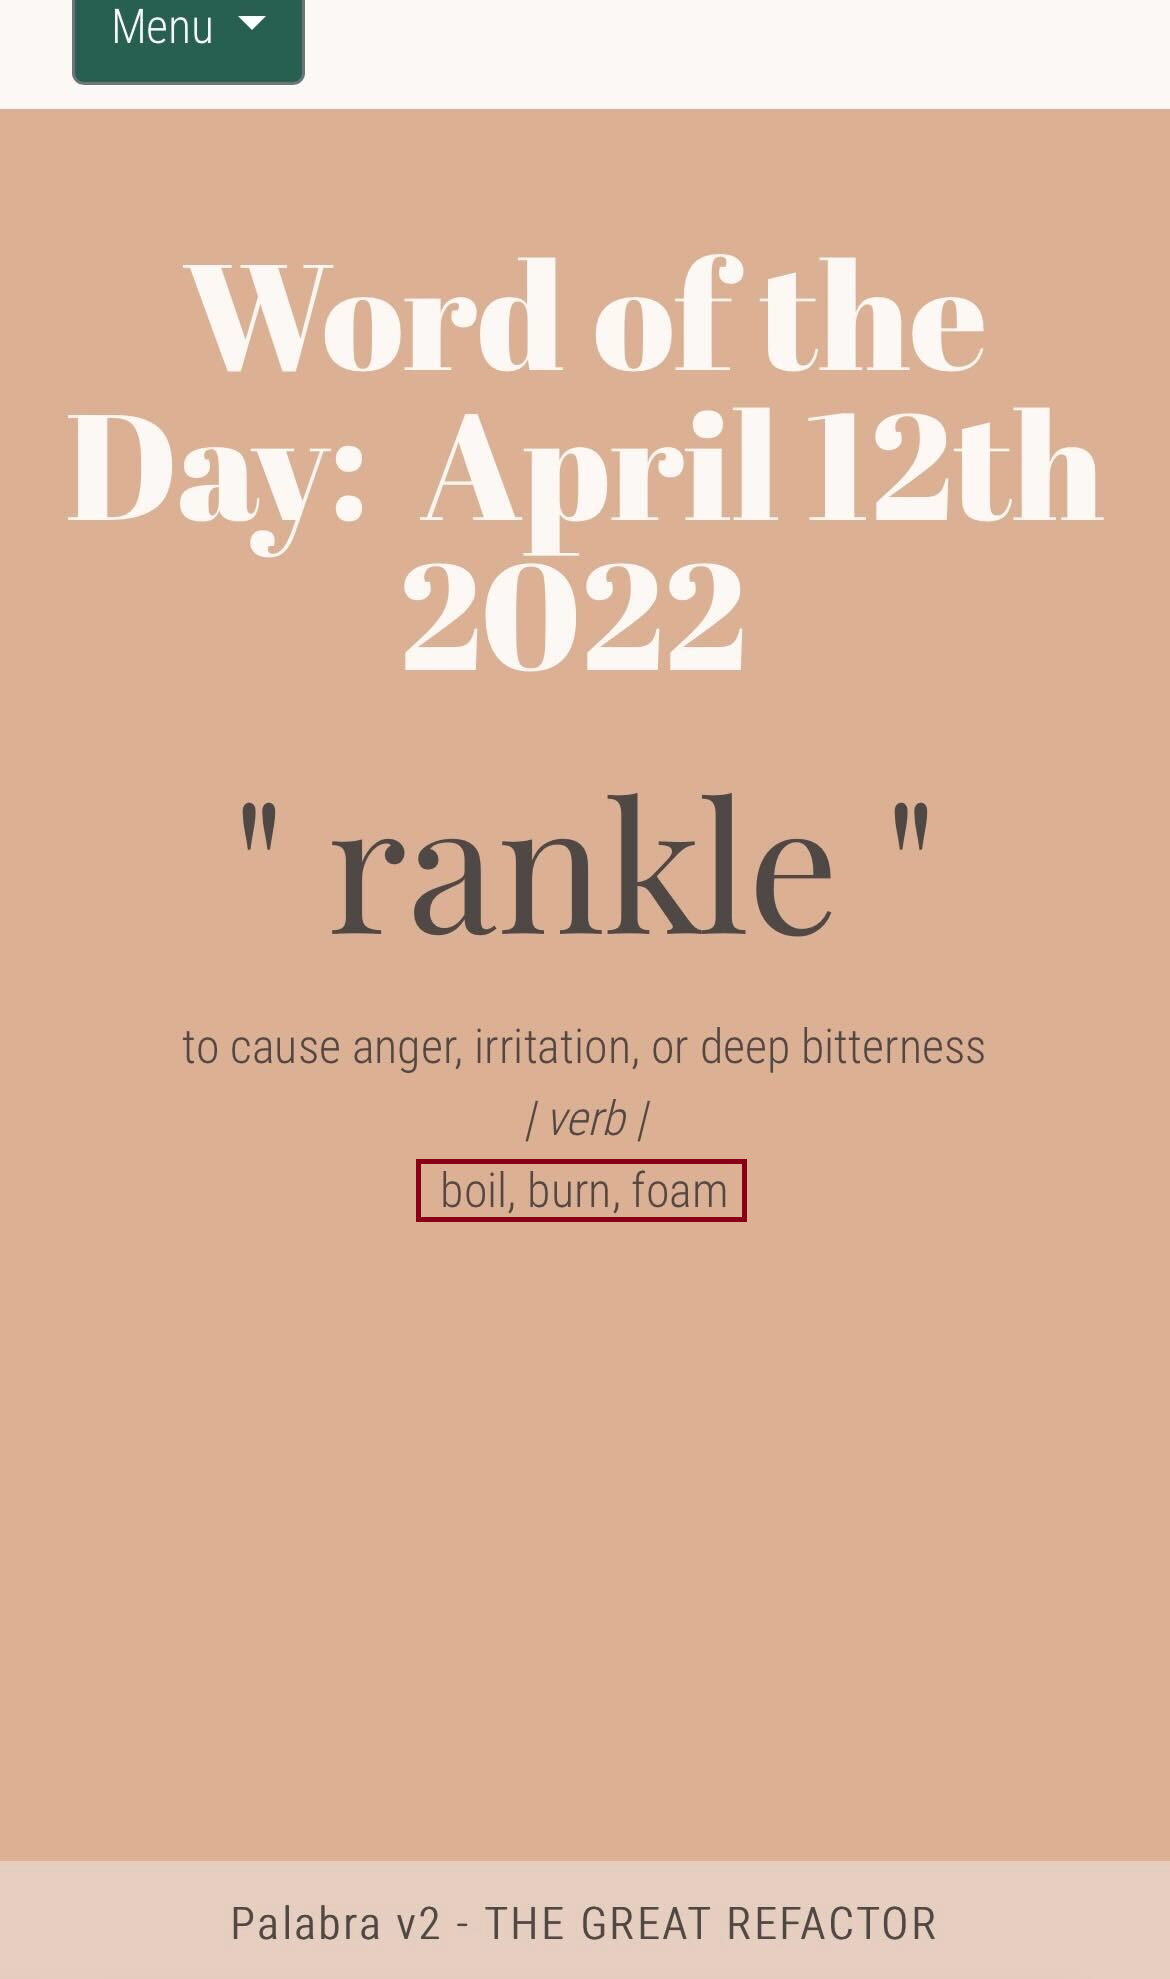 Menu
Word of the
Day: April 12th
2022
" rankle "
to cause anger, irritation, or deep bitterness
| verb |
boil, burn, foam
Palabra v2 - THE GREAT REFACTOR